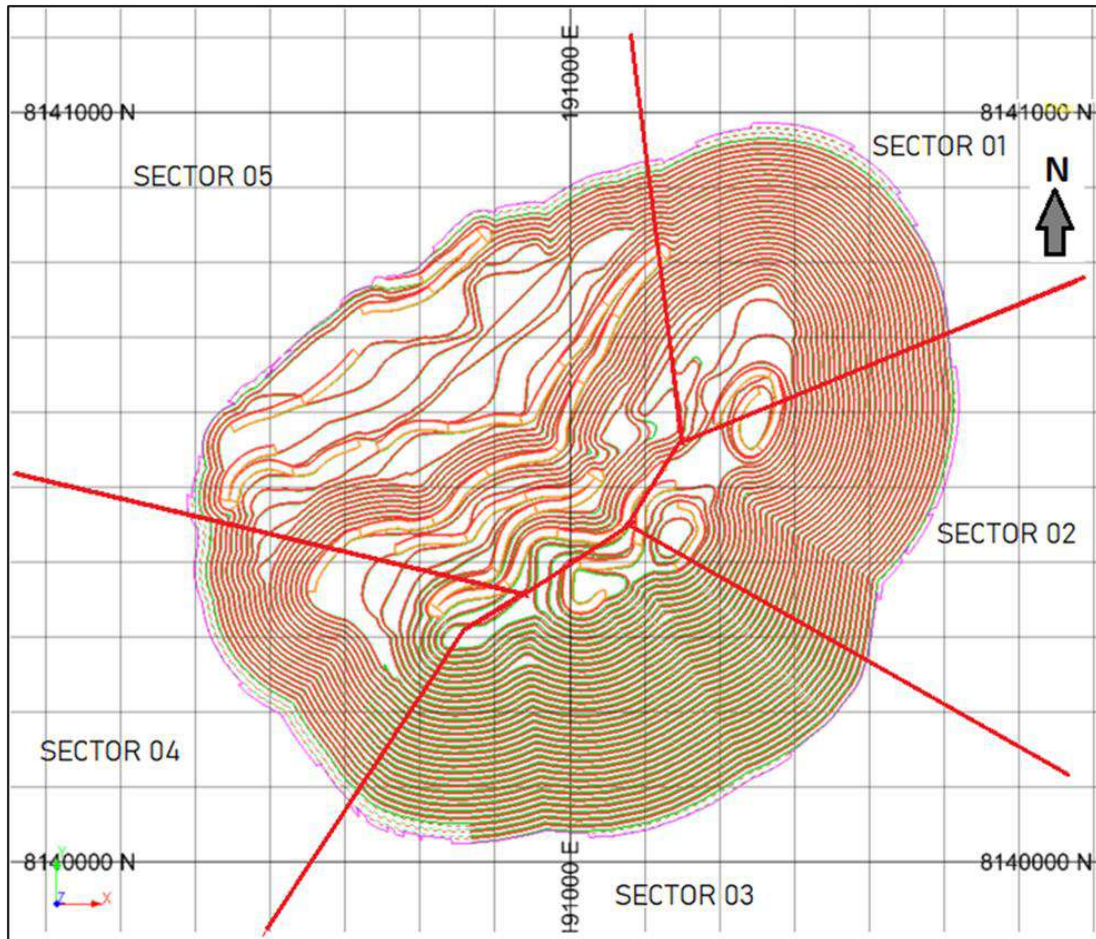 191000 E
8141000 N
8141000 N
SECTOR 01
SECTOR 05
N
SECTOR 02
SECTOR 04
8140000 N
8140000 N
Y
Z
X
191000 E
SECTOR 03